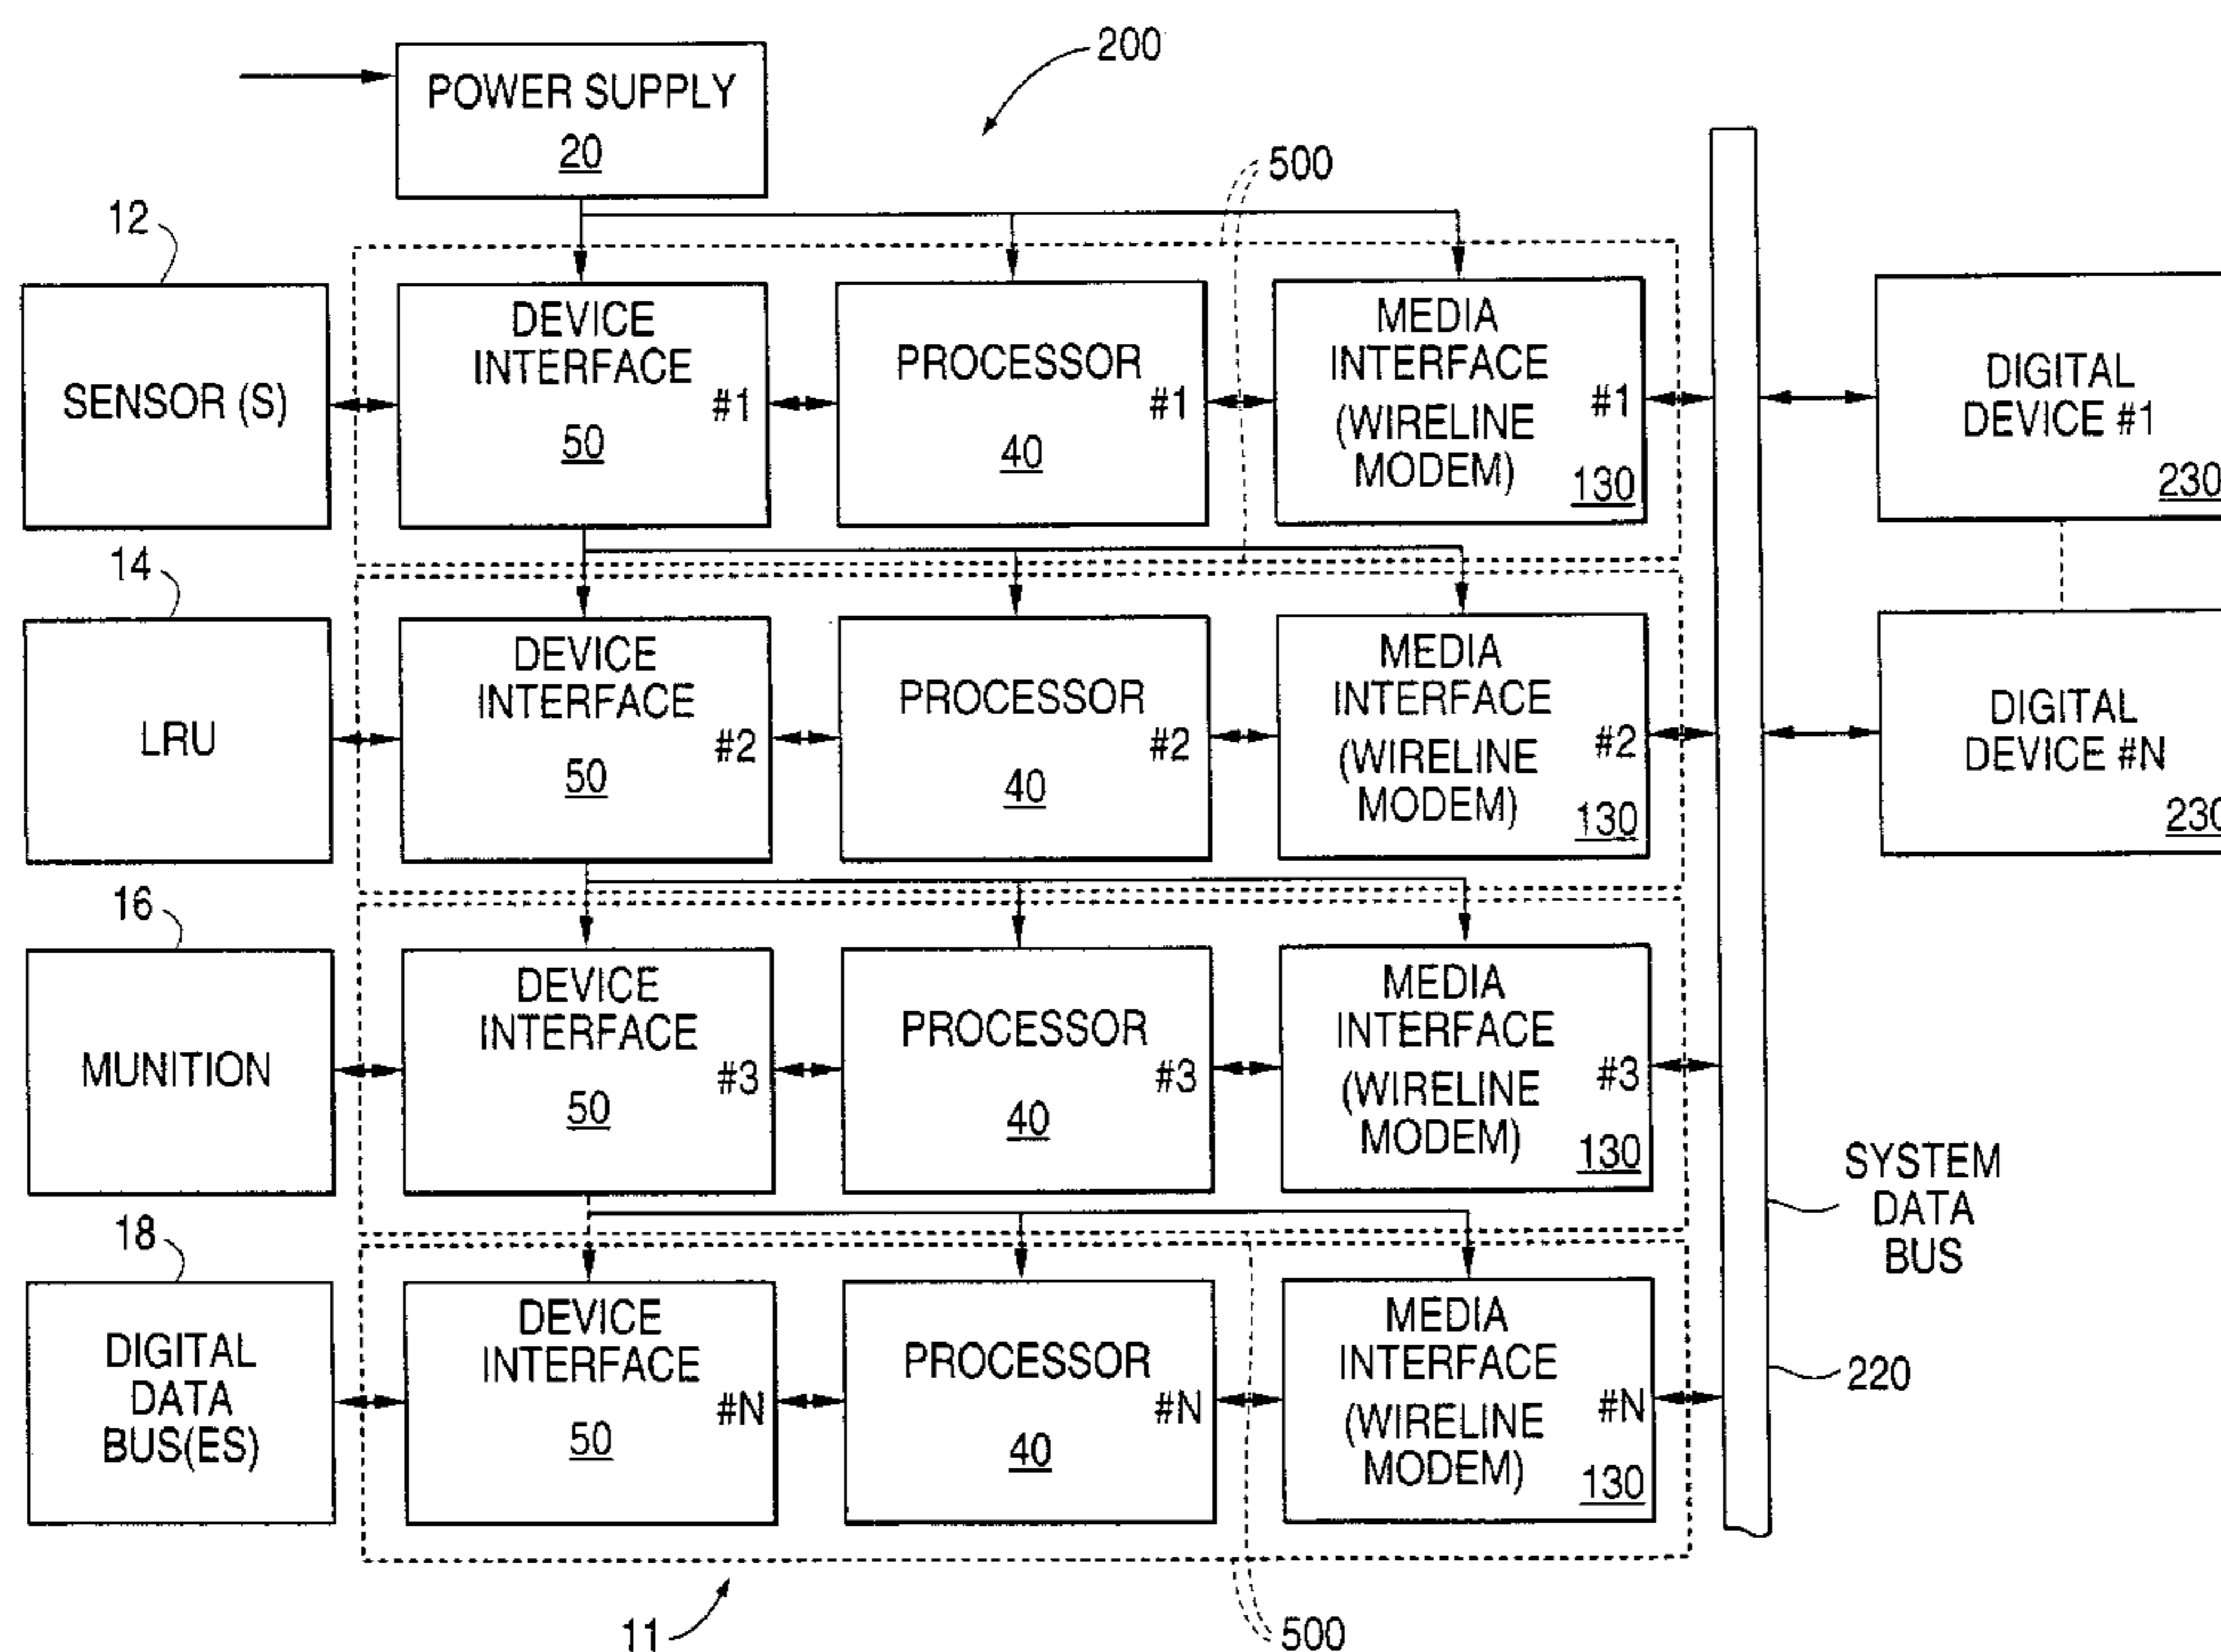 200
POWER SUPPLY
20
500
12
SENSOR (S)
DEVICE
INTERFACE
#1
50
PROCESSOR
#1
40
MEDIA
INTERFACE
#1
(WIRELINE
MODEM)
130
DIGITAL
DEVICE #1
230
14
LRU
DEVICE
INTERFACE
#2
50
PROCESSOR
#2
40
MEDIA
INTERFACE
#2
(WIRELINE
MODEM)
130
DIGITAL
DEVICE #N
230
16
MUNITION
DEVICE
INTERFACE
#3
50
PROCESSOR
#3
40
MEDIA
INTERFACE
#3
(WIRELINE
MODEM)
130
SYSTEM
DATA
BUS
18
DIGITAL
DATA
BUS(ES)
DEVICE
INTERFACE
#N
50
PROCESSOR
#N
40
MEDIA
INTERFACE
#N
(WIRELINE
MODEM)
130
220
11
500